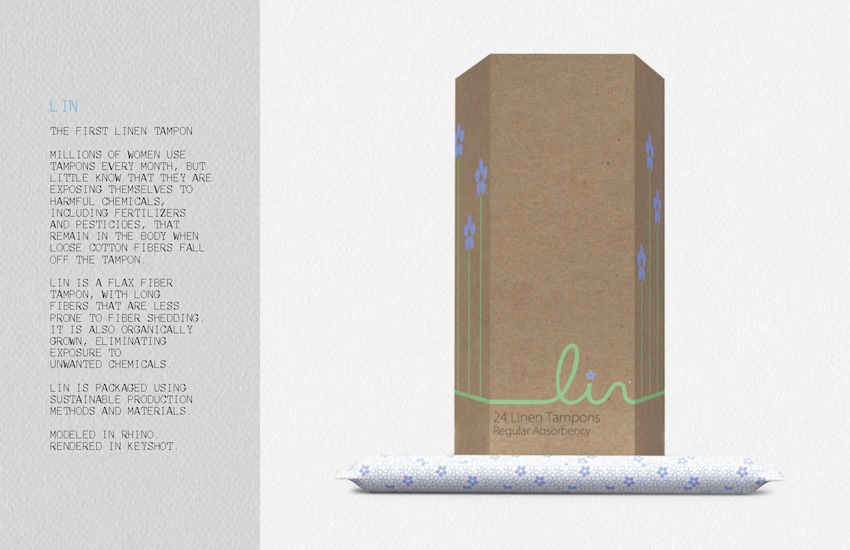 LIN
THE FIRST LINEN TAMPON
MILLIONS OF WOMEN USE
TAMPONS EVERY MONTH, BUT
LITTLE KNOW THAT THEY ARE
EXPOSING THEMSELVES TO
HARMFUL CHEMICALS,
INCLUDING FERTILIZERS
AND PESTICIDES, THAT
REMAIN IN THE BODY WHEN
LOOSE COTTON FIBERS FALL
OFF THE TAMPON.
LIN IS A FLAX FIBER
TAMPON, WITH LONG
FIBERS THAT ARE LESS
PRONE TO FIBER SHEDDING.
IT IS ALSO ORGANICALLY
GROWN, ELIMINATING
EXPOSURE TO
UNWANTED CHEMICALS.
LIN IS PACKAGED USING
SUSTAINABLE PRODUCTION
METHODS AND MATERIALS.
MODELED IN RHINO.
RENDERED IN KEYSHOT.
lin
24 Linen Tampons
Regular Absorbency